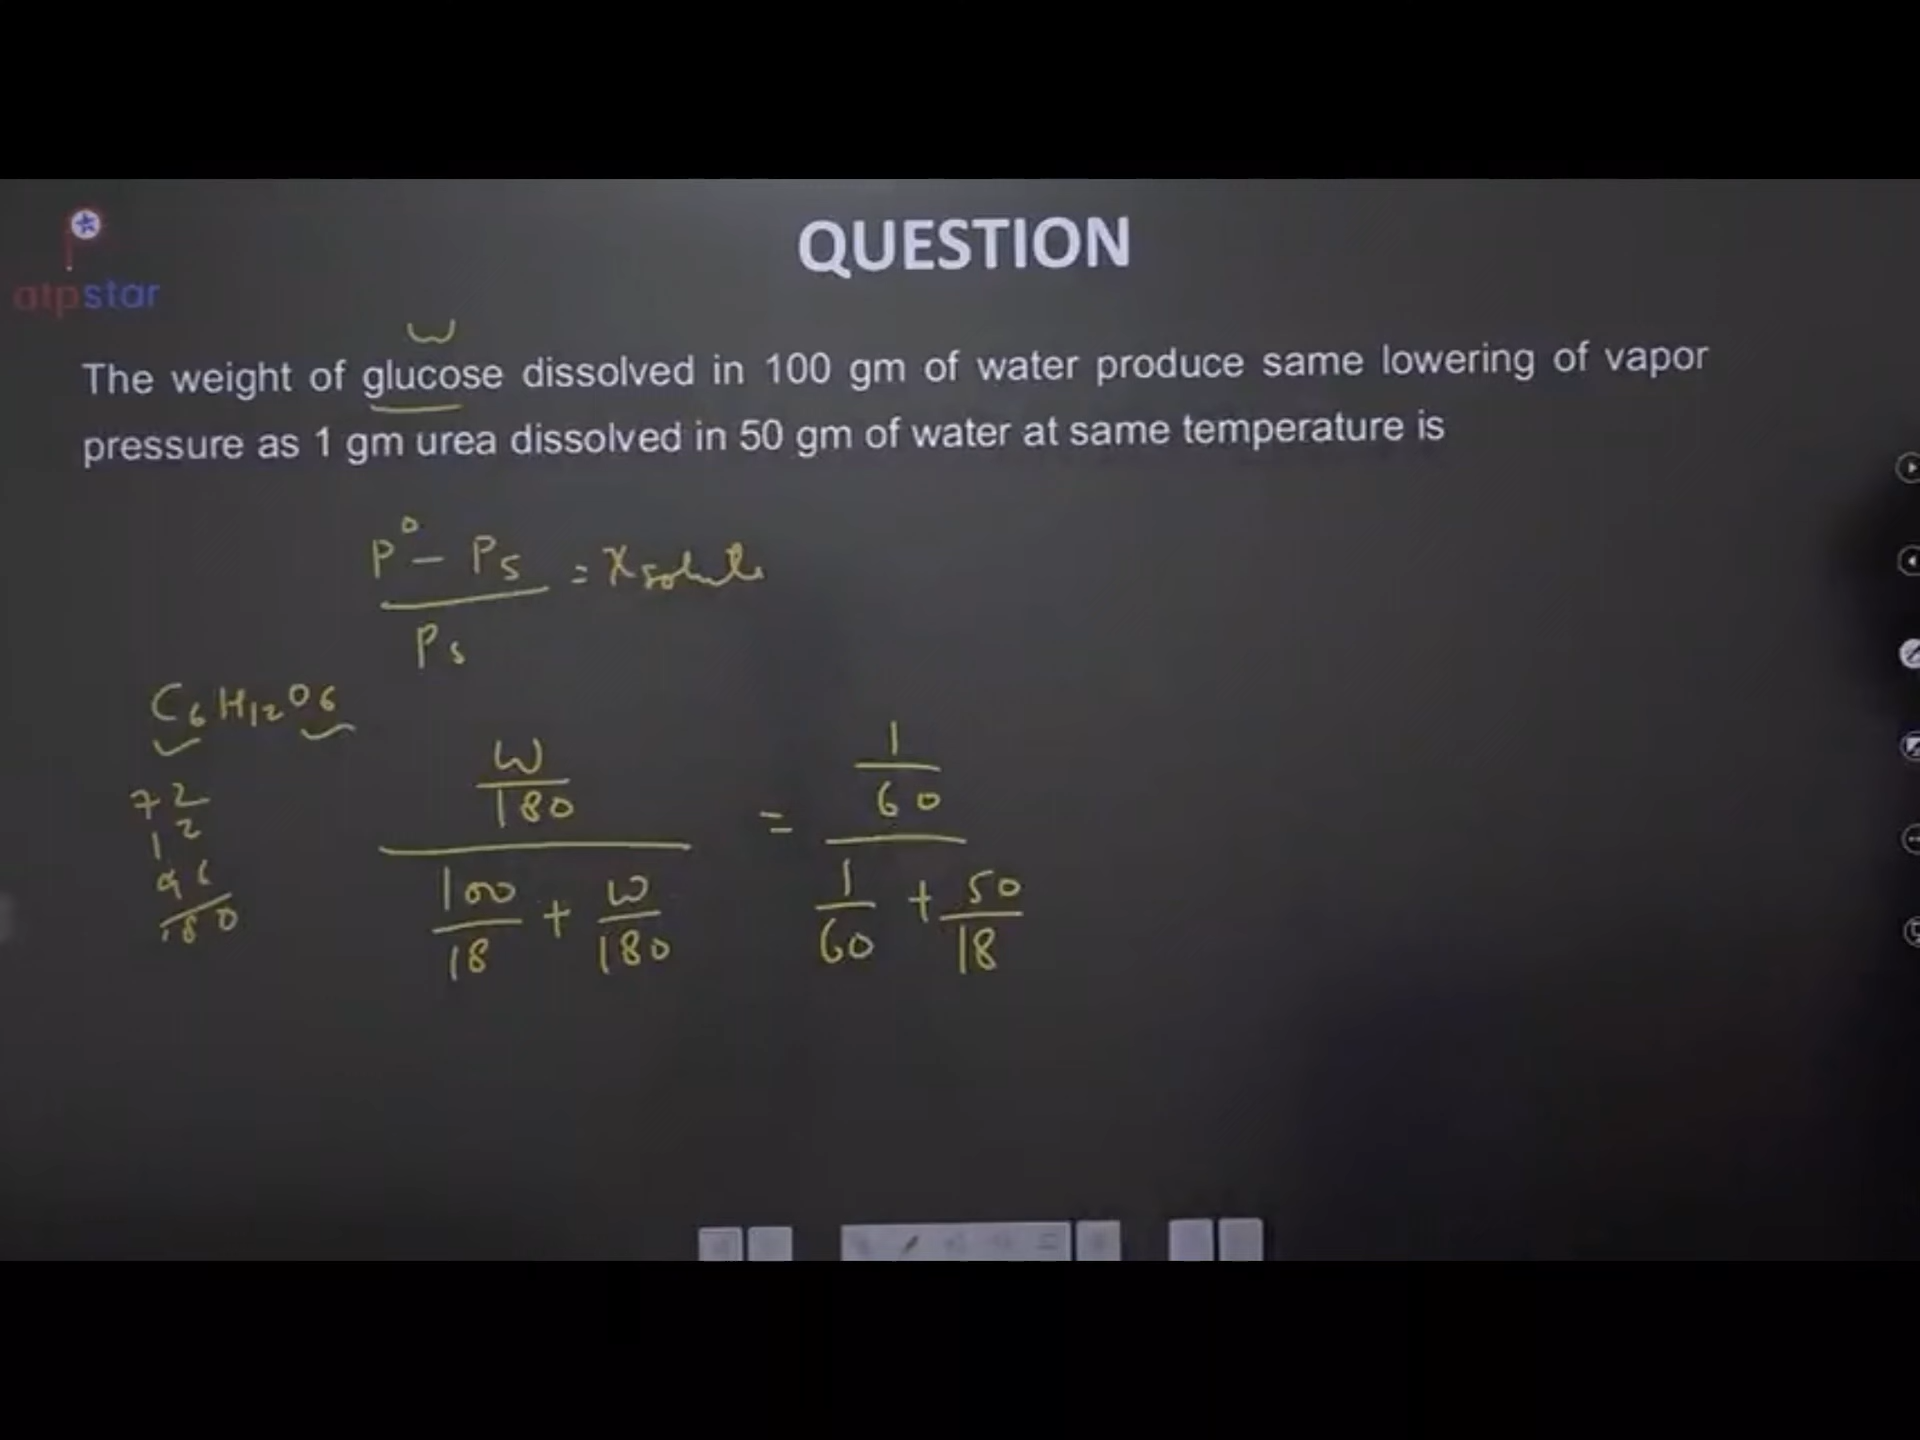 QUESTION
atpstar
W
The weight of glucose dissolved in 100 gm of water produce same lowering of vapor
pressure as 1 gm urea dissolved in 50 gm of water at same temperature is
P° - Ps
= x solute
Ps
C6H12O6
72
12
96
180
W
180
100
18
+
W
180
=
1
60
1
60
+
50
18